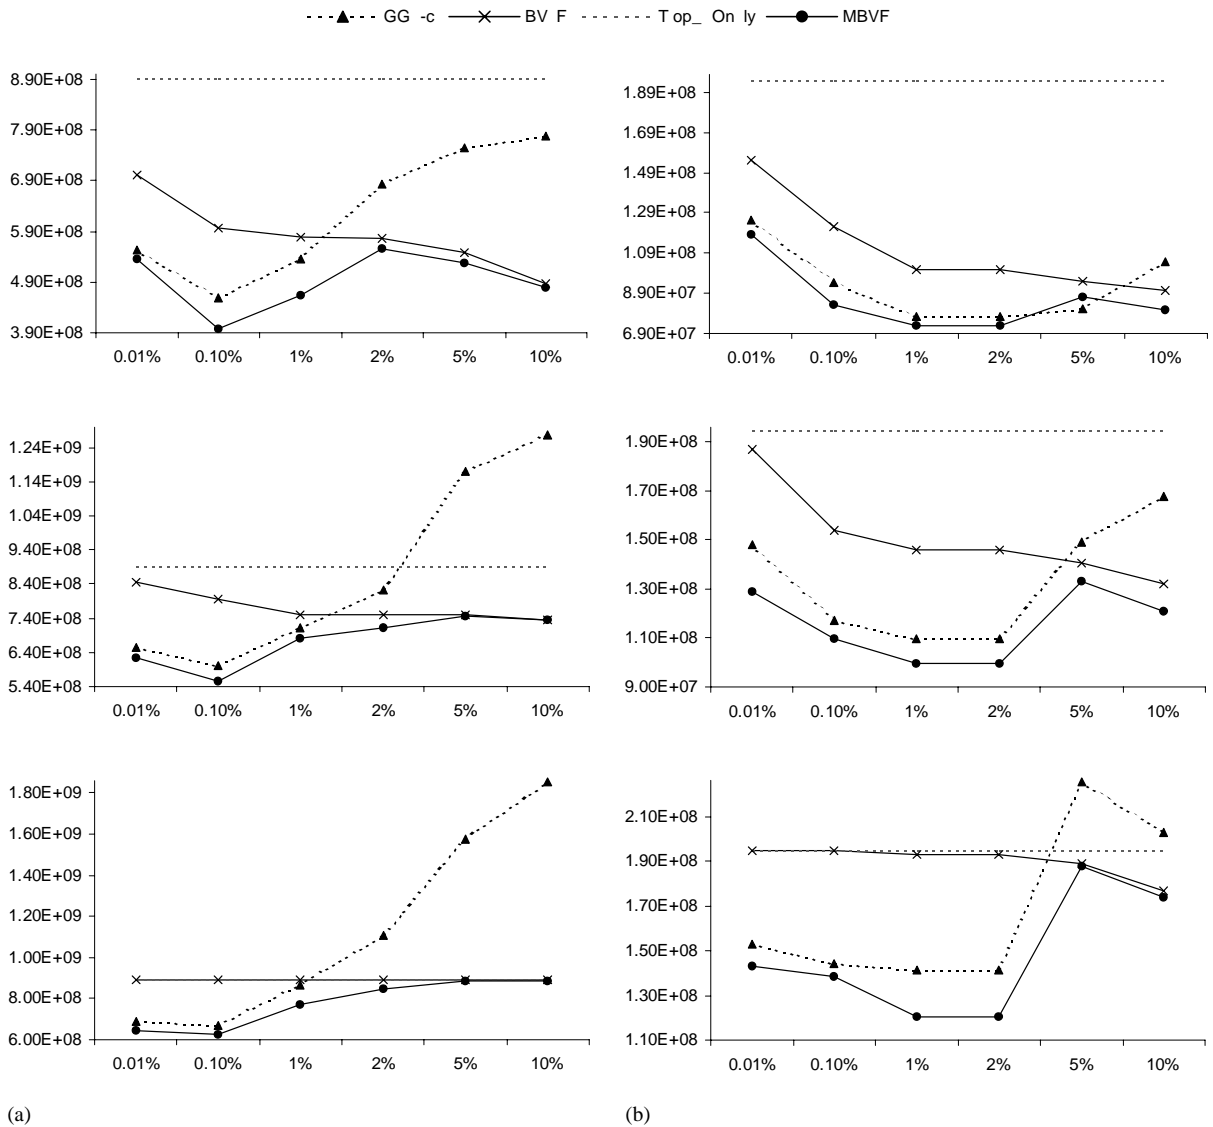 GG -c BV F T op_ On ly MBVF
8.90E+08
7.90E+08
6.90E+08
5.90E+08
4.90E+08
3.90E+08
0.01% 0.10% 1% 2% 5% 10%
1.89E+08
1.69E+08
1.49E+08
1.29E+08
1.09E+08
8.90E+07
6.90E+07
0.01% 0.10% 1% 2% 5% 10%
1.24E+09
1.14E+09
1.04E+09
9.40E+08
8.40E+08
7.40E+08
6.40E+08
5.40E+08
0.01% 0.10% 1% 2% 5% 10%
1.90E+08
1.70E+08
1.50E+08
1.30E+08
1.10E+08
9.00E+07
0.01% 0.10% 1% 2% 5% 10%
1.80E+09
1.60E+09
1.40E+09
1.20E+09
1.00E+09
8.00E+08
6.00E+08
0.01% 0.10% 1% 2% 5% 10%
2.10E+08
1.90E+08
1.70E+08
1.50E+08
1.30E+08
1.10E+08
0.01% 0.10% 1% 2% 5% 10%
(a) (b)